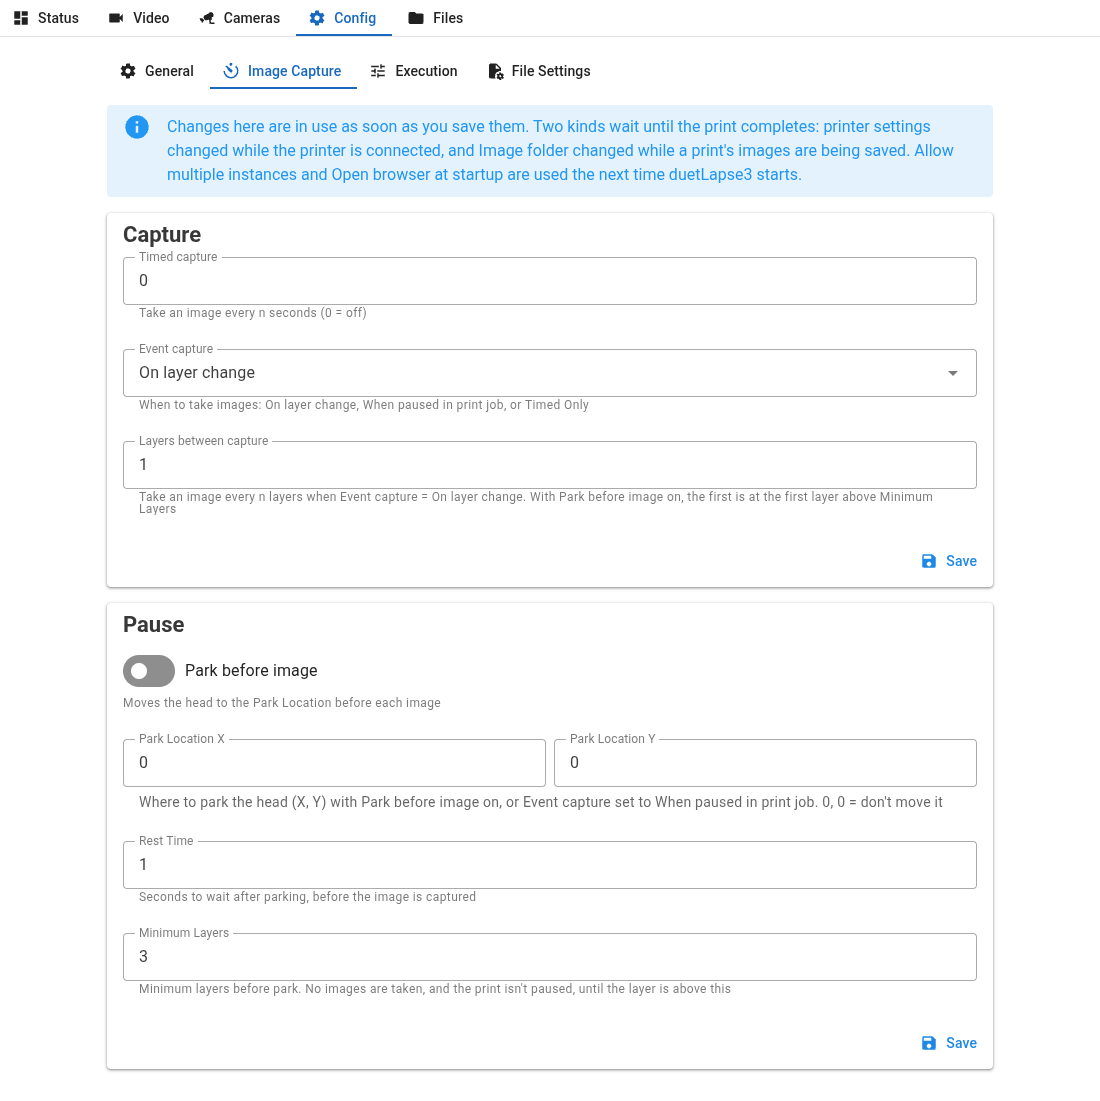 Status Video Cameras Config Files
General Image Capture Execution File Settings
Changes here are in use as soon as you save them. Two kinds wait until the print completes: printer settings
changed while the printer is connected, and Image folder changed while a print's images are being saved. Allow
multiple instances and Open browser at startup are used the next time duetLapse3 starts.
Capture
Timed capture
0
Take an image every n seconds (0 = off)
Event capture
On layer change
When to take images: On layer change, When paused in print job, or Timed Only
Layers between capture
1
Take an image every n layers when Event capture = On layer change. With Park before image on, the first is at the first layer above Minimum
Layers
Save
Pause
Park before image
Moves the head to the Park Location before each image
Park Location X
0
Park Location Y
0
Where to park the head (X, Y) with Park before image on, or Event capture set to When paused in print job. 0, 0 = don't move it
Rest Time
1
Seconds to wait after parking, before the image is captured
Minimum Layers
3
Minimum layers before park. No images are taken, and the print isn't paused, until the layer is above this
Save